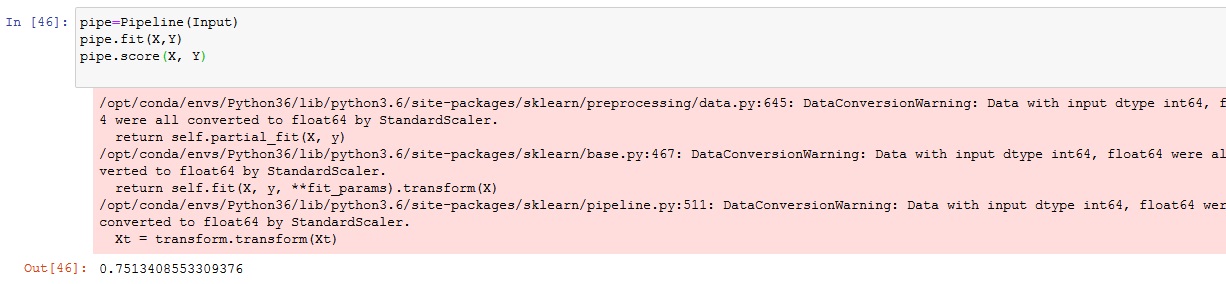 In [46]: pipe=Pipeline(Input)
pipe.fit(X,Y)
pipe.score(X, Y)
/opt/conda/envs/Python36/lib/python3.6/site-packages/sklearn/preprocessing/data.py:645: DataConversionWarning: Data with input dtype int64, f
4 were all converted to float64 by StandardScaler.
return self.partial_fit(X, y)
/opt/conda/envs/Python36/lib/python3.6/site-packages/sklearn/base.py:467: DataConversionWarning: Data with input dtype int64, float64 were al
verted to float64 by StandardScaler.
return self.fit(X, y, **fit_params).transform(X)
/opt/conda/envs/Python36/lib/python3.6/site-packages/sklearn/pipeline.py:511: DataConversionWarning: Data with input dtype int64, float64 wer
converted to float64 by StandardScaler.
Xt = transform.transform(Xt)
Out[46]: 0.7513408553309376